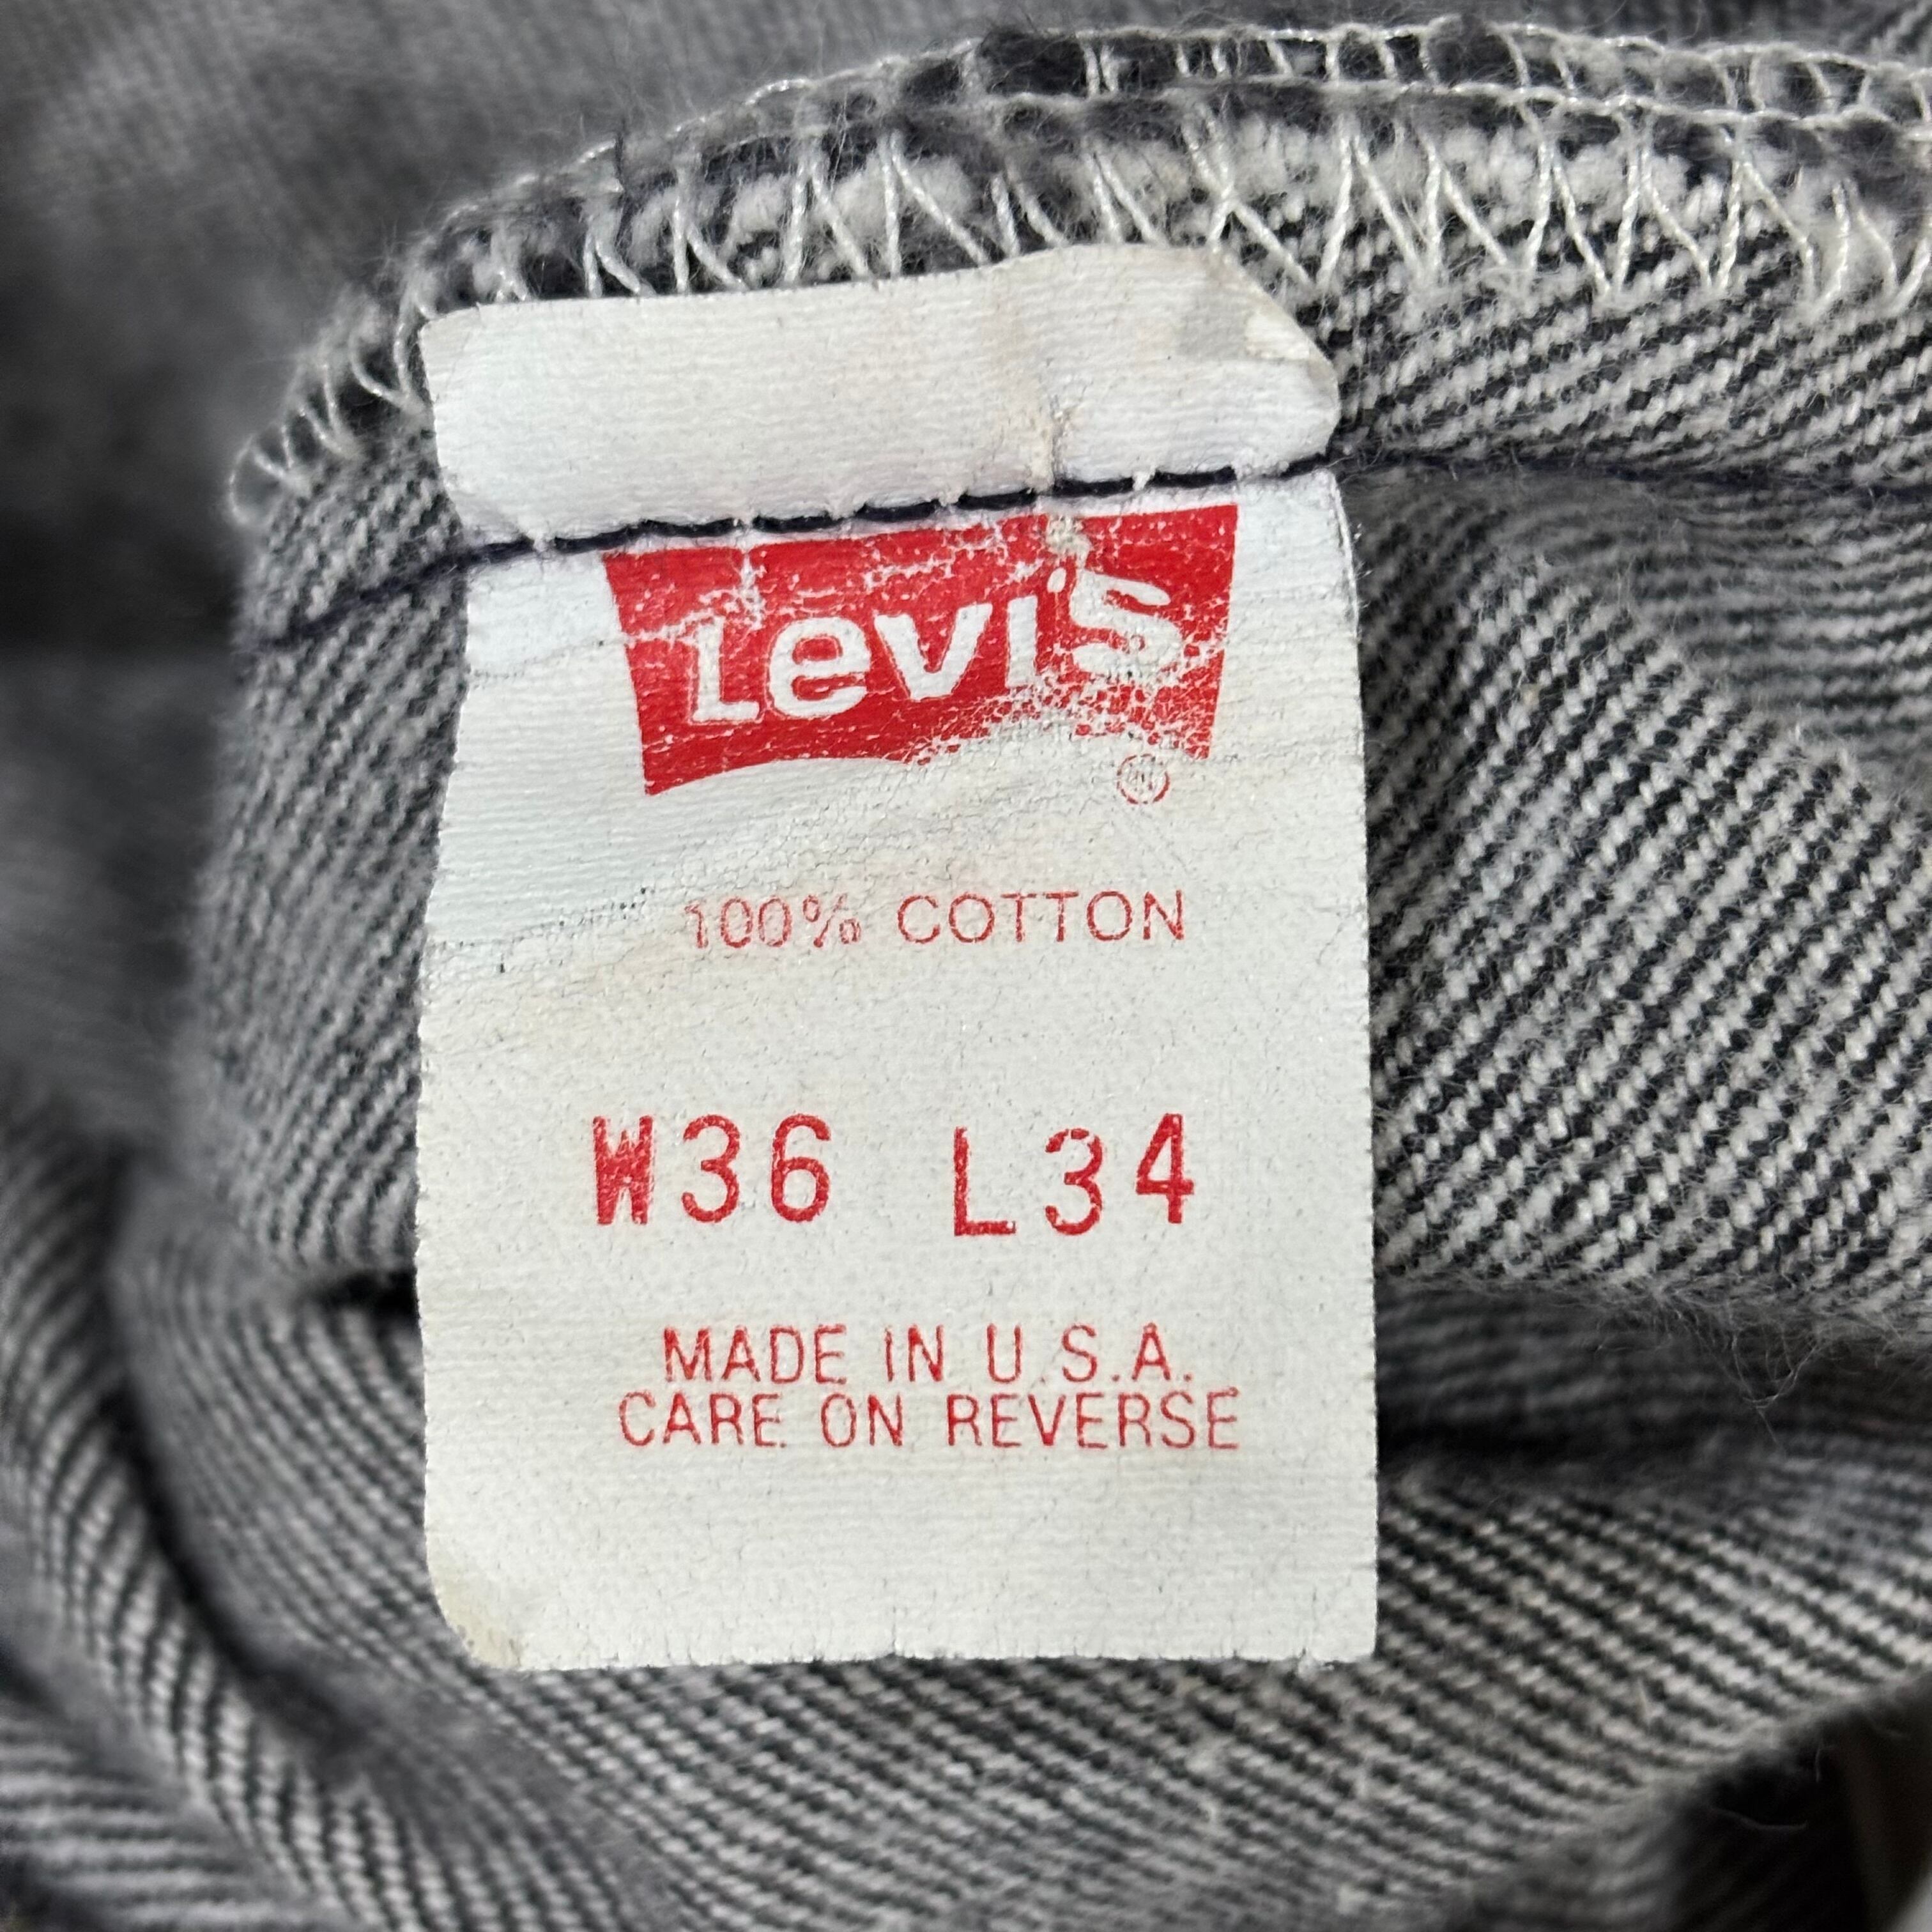 Levi's
®
100% COTTON
W36 L34
MADE IN U.S.A.
CARE ON REVERSE